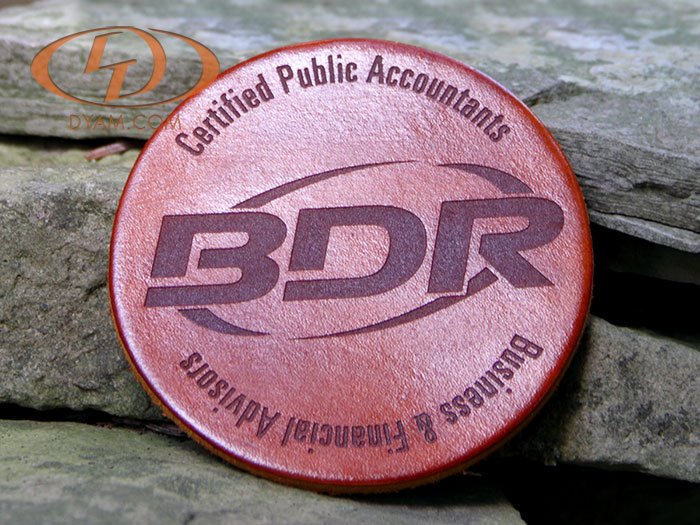 DYAM.COM
Certified Public Accountants
BDR
Business & Financial Advisors